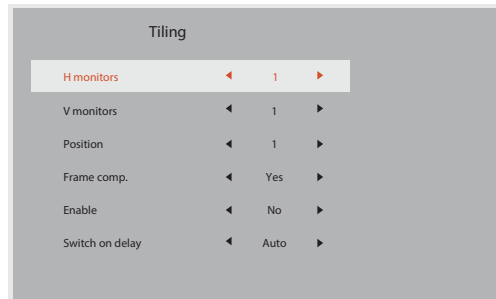 Tiling
H monitors 1
V monitors 1
Position 1
Frame comp. Yes
Enable No
Switch on delay Auto